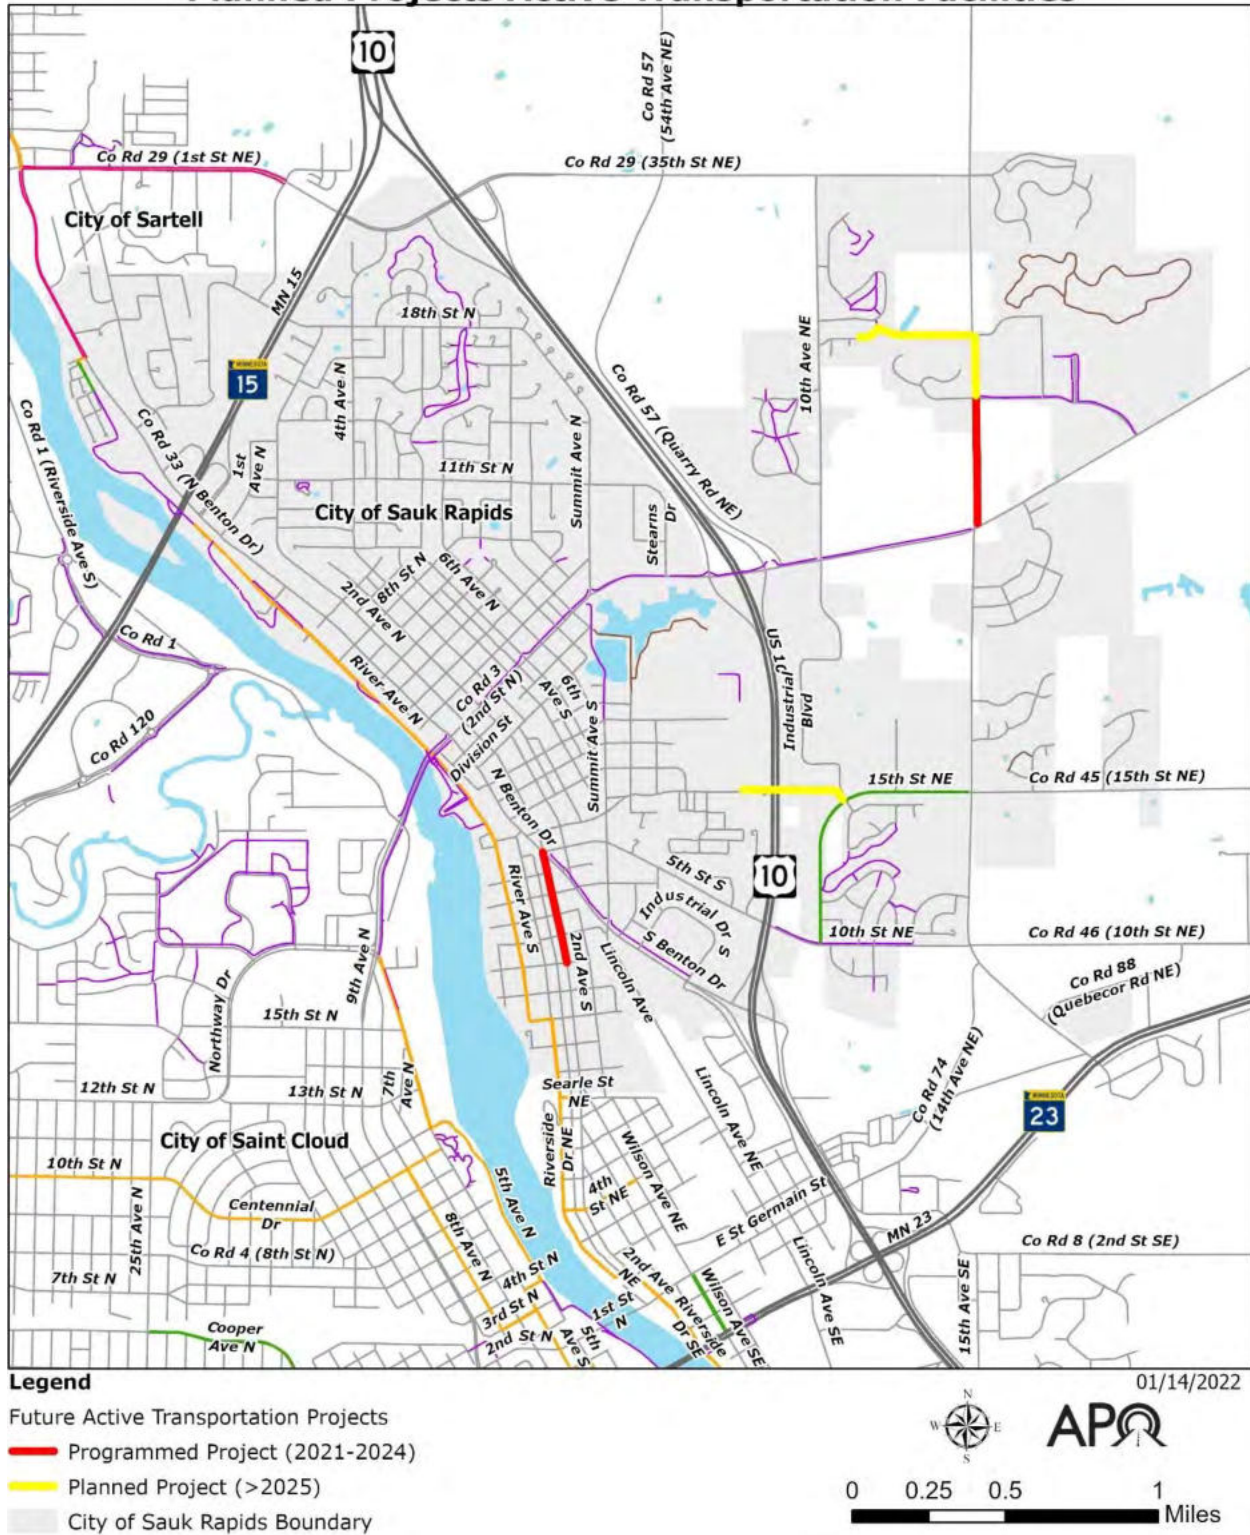 Planned Projects Active Transportation Facilities
10
Co Rd 57
(54th Ave NE)
Co Rd 29 (1st St NE)
Co Rd 29 (35th St NE)
City of Sartell
MN 15
18th St N
10th Ave NE
MINNESOTA
15
4th Ave N
Co Rd 57 (Quarry Rd NE)
Co Rd 1 (Riverside Ave S)
Co Rd 33 (N Benton Dr)
1st
Ave N
11th St N
Summit Ave N
Stearns
Dr
City of Sauk Rapids
8th St N
6th Ave N
2nd Ave N
Co Rd 1
River Ave N
Co Rd 3
(2nd St N)
6th
Ave S
US 10
Industrial
Blvd
Co Rd 120
Division St
Summit Ave S
15th St NE
Co Rd 45 (15th St NE)
N Benton Dr
5th St S
10
River Ave S
Industrial Dr
S
2nd Ave S
S Benton Dr
10th St NE
Co Rd 46 (10th St NE)
9th Ave N
Lincoln Ave
Co Rd 88
(Quebecor Rd NE)
Northway Dr
15th St N
12th St N
13th St N
7th
Ave N
Searle St
NE
Lincoln Ave NE
Co Rd 74
(14th Ave NE)
MINNESOTA
23
City of Saint Cloud
Riverside
Dr NE
Wilson Ave NE
10th St N
5th Ave N
4th
St NE
25th Ave N
Centennial
Dr
8th Ave N
E St Germain St
MN 23
Co Rd 4 (8th St N)
Co Rd 8 (2nd St SE)
7th St N
4th St N
2nd Ave
NE
Lincoln Ave SE
15th Ave SE
3rd St N
1st St
N
Riverside
Dr SE
Wilson Ave SE
Cooper
Ave N
2nd St N
5th
Ave S
Legend
01/14/2022
Future Active Transportation Projects
Programmed Project (2021-2024)
Planned Project (>2025)
City of Sauk Rapids Boundary
N
W
E
S
APO
0 0.25 0.5 1
Miles